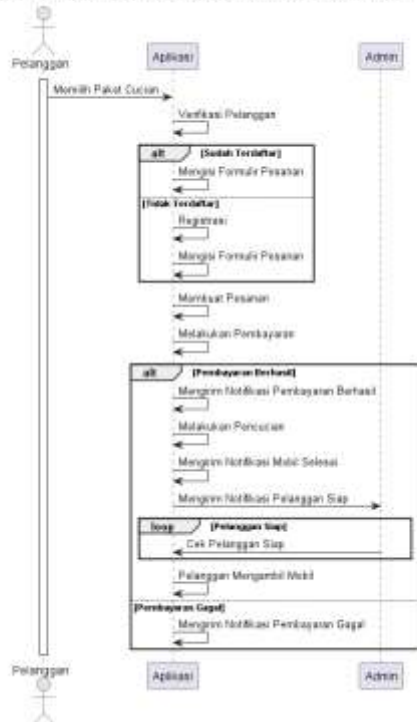 Pelanggan
Aplikasi
Admin
Memilih Paket Cucian
Verifikasi Pelanggan
alt [Sudah Terdaftar]
Mengisi Formulir Pesanan
[Tidak Terdaftar]
Registrasi
Mengisi Formulir Pesanan
Membuat Pesanan
Melakukan Pembayaran
alt [Pembayaran Berhasil]
Mengirim Notifikasi Pembayaran Berhasil
Melakukan Pencucian
Mengirim Notifikasi Mobil Selesai
Mengirim Notifikasi Pelanggan Siap
loop [Pelanggan Siap]
Cek Pelanggan Siap
Pelanggan Mengambil Mobil
[Pembayaran Gagal]
Mengirim Notifikasi Pembayaran Gagal
Pelanggan
Aplikasi
Admin